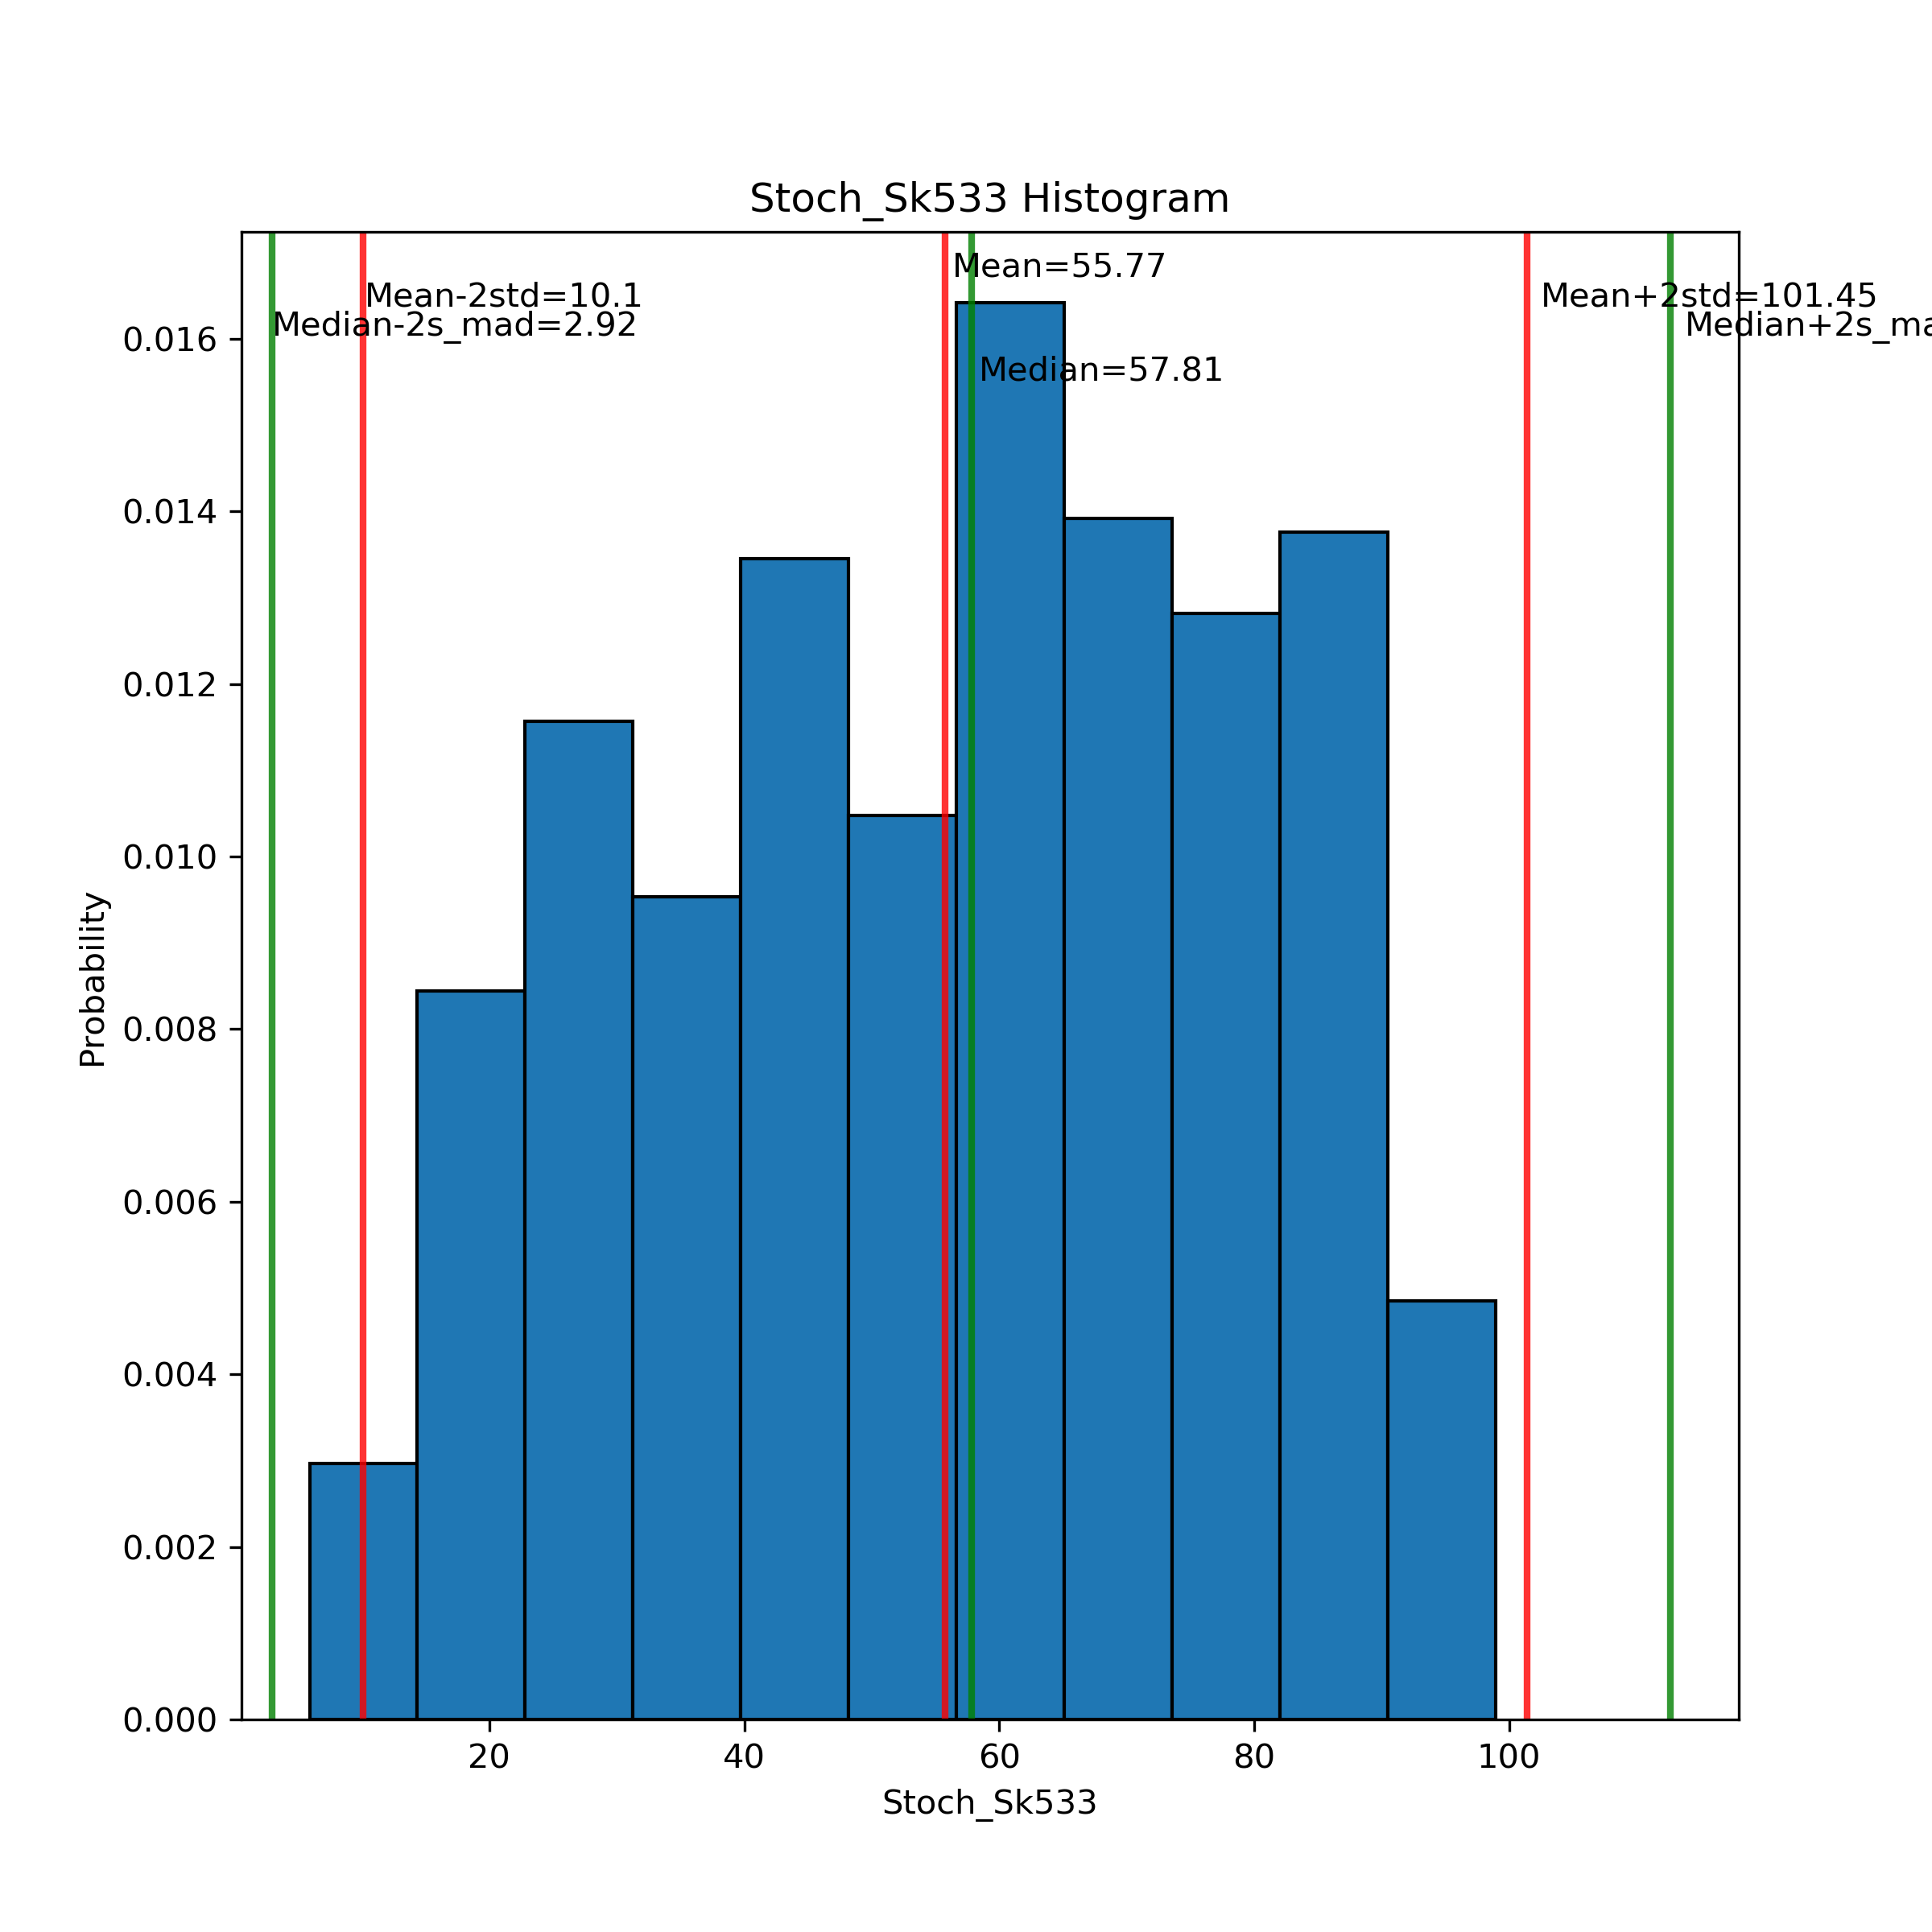 Stoch_Sk533 Histogram
Mean=55.77
Mean-2std=10.1
Mean+2std=101.45
Median-2s_mad=2.92
Median+2s_ma
Median=57.81
0.016
0.014
0.012
0.010
0.008
0.006
0.004
0.002
0.000
Probability
20 40 60 80 100
Stoch_Sk533